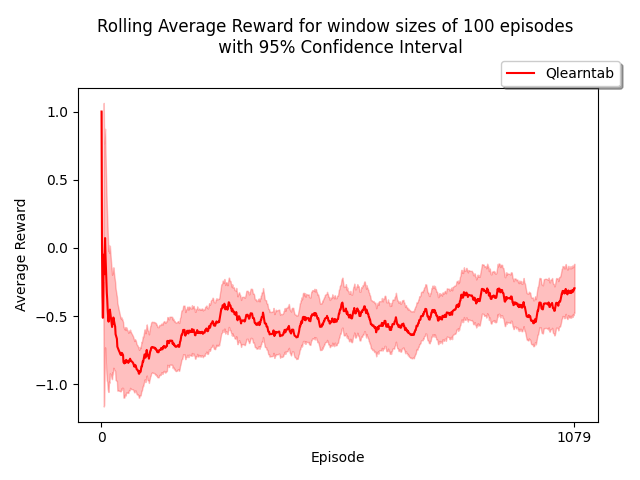 Rolling Average Reward for window sizes of 100 episodes
with 95% Confidence Interval
Qlearntab
1.0
0.5
0.0
−0.5
−1.0
Average Reward
0
1079
Episode